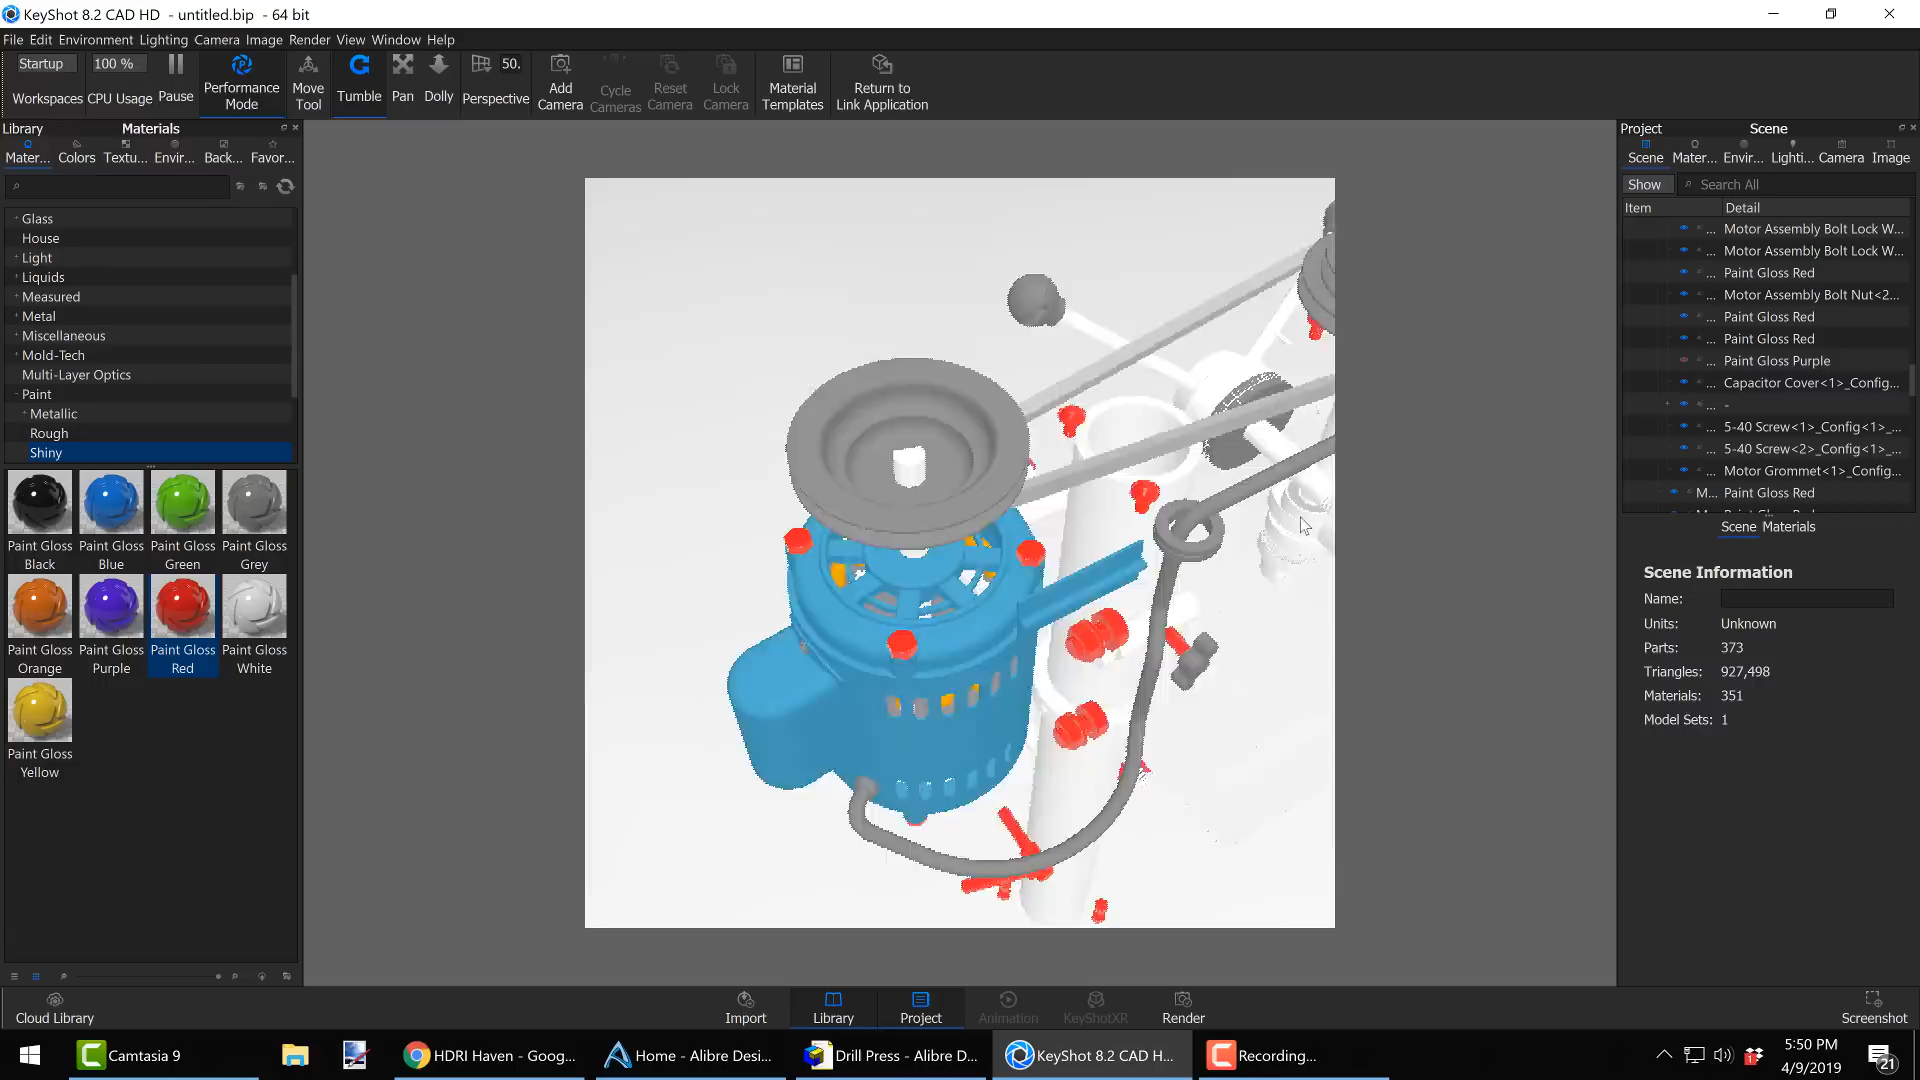 KeyShot 8.2 CAD HD - untitled.bip - 64 bit
File Edit Environment Lighting Camera Image Render View Window Help
Startup 100 % 50.
Workspaces CPU Usage Pause Performance Mode Move Tool Tumble Pan Dolly Perspective Add Camera Cycle Cameras Reset Camera Lock Camera Material Templates Return to Link Application
Library Materials
Mater... Colors Textu... Envir... Back... Favor...
Glass
House
Light
Liquids
Measured
Metal
Miscellaneous
Mold-Tech
Multi-Layer Optics
Paint
Metallic
Rough
Shiny
Paint Gloss Black
Paint Gloss Blue
Paint Gloss Green
Paint Gloss Grey
Paint Gloss Orange
Paint Gloss Purple
Paint Gloss Red
Paint Gloss White
Paint Gloss Yellow
Project Scene
Scene Mater... Envir... Lighti... Camera Image
Show Search All
Item Detail
... Motor Assembly Bolt Lock W...
... Motor Assembly Bolt Lock W...
... Paint Gloss Red
... Motor Assembly Bolt Nut<2...
... Paint Gloss Red
... Paint Gloss Red
... Paint Gloss Purple
... Capacitor Cover<1>_Config...
... -
... 5-40 Screw<1>_Config<1>_...
... 5-40 Screw<2>_Config<1>_...
... Motor Grommet<1>_Config...
M... Paint Gloss Red
Scene Materials
Scene Information
Name:
Units: Unknown
Parts: 373
Triangles: 927,498
Materials: 351
Model Sets: 1
Cloud Library Import Library Project Animation KeyShotXR Render Screenshot
Camtasia 9 HDRI Haven - Goog... Home - Alibre Desi... Drill Press - Alibre D... KeyShot 8.2 CAD H... Recording...
5:50 PM
4/9/2019
21